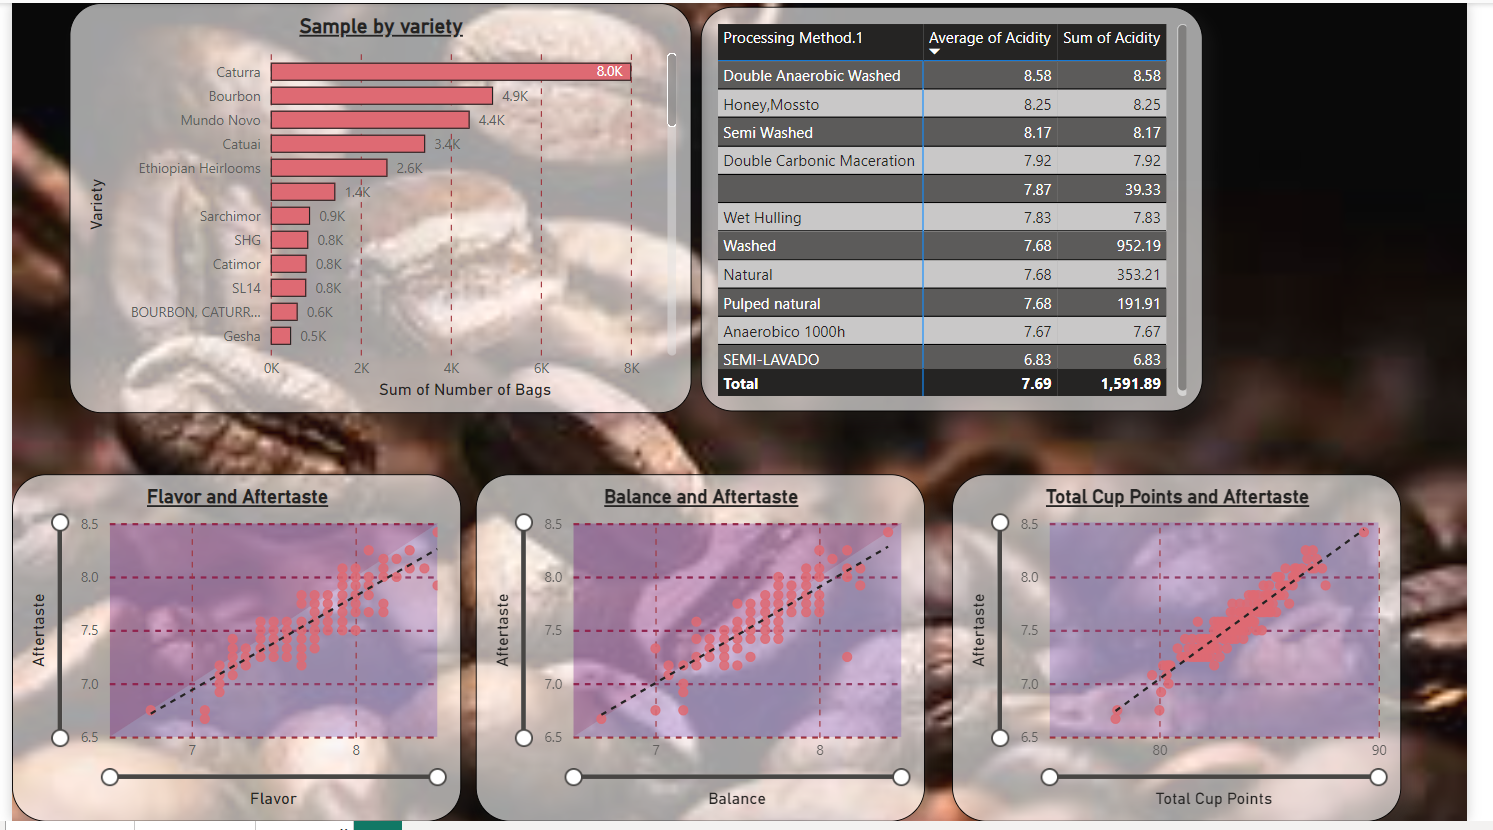 Sample by variety
Variety
Caturra 8.0K
Bourbon 4.9K
Mundo Novo 4.4K
Catuai 3.4K
Ethiopian Heirlooms 2.6K
1.4K
Sarchimor 0.9K
SHG 0.8K
Catimor 0.8K
SL14 0.8K
BOURBON, CATURR... 0.6K
Gesha 0.5K
0K 2K 4K 6K 8K
Sum of Number of Bags
Processing Method.1 Average of Acidity Sum of Acidity
Double Anaerobic Washed 8.58 8.58
Honey,Mossto 8.25 8.25
Semi Washed 8.17 8.17
Double Carbonic Maceration 7.92 7.92
7.87 39.33
Wet Hulling 7.83 7.83
Washed 7.68 952.19
Natural 7.68 353.21
Pulped natural 7.68 191.91
Anaerobico 1000h 7.67 7.67
SEMI-LAVADO 6.83 6.83
Total 7.69 1,591.89
Flavor and Aftertaste
Aftertaste
8.5
8.0
7.5
7.0
6.5
7 8
Flavor
Balance and Aftertaste
Aftertaste
8.5
8.0
7.5
7.0
6.5
7 8
Balance
Total Cup Points and Aftertaste
Aftertaste
8.5
8.0
7.5
7.0
6.5
80 90
Total Cup Points